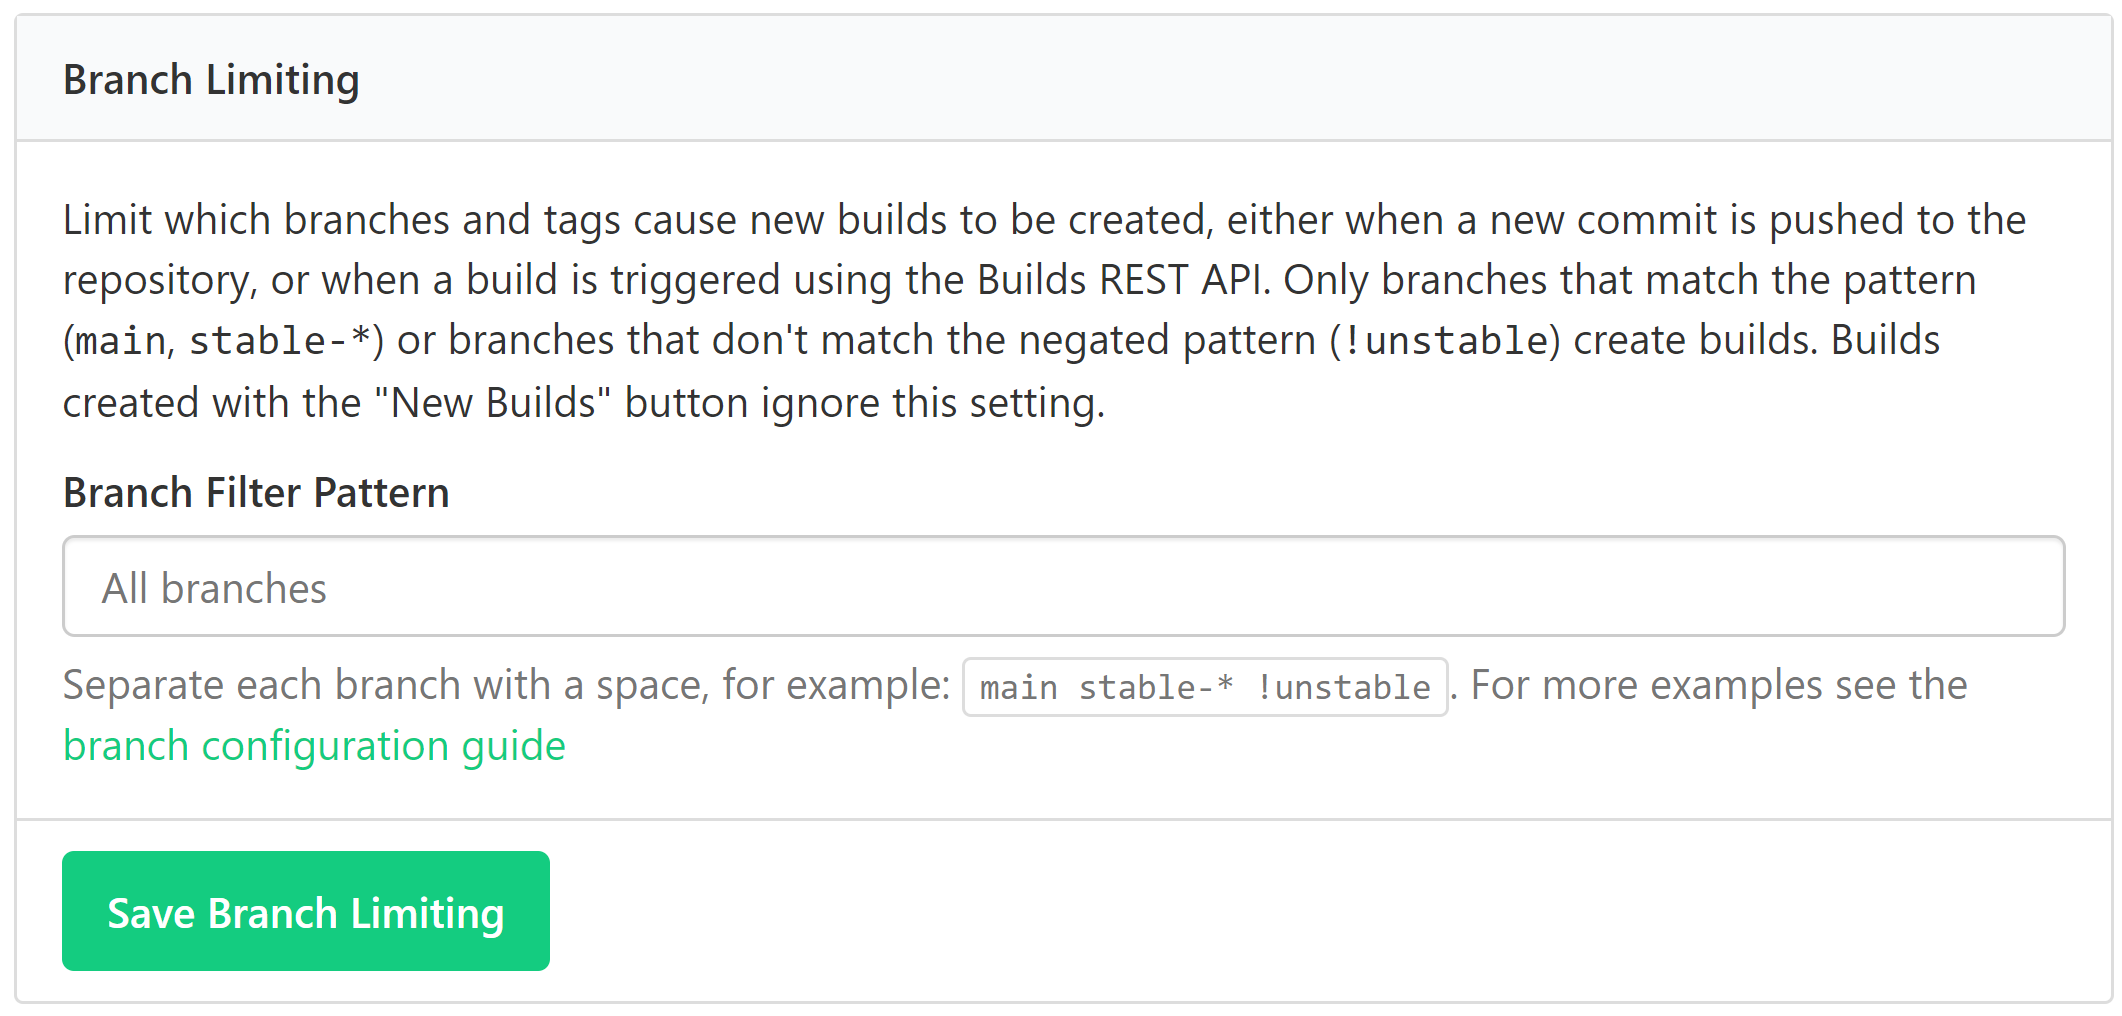 Branch Limiting
Limit which branches and tags cause new builds to be created, either when a new commit is pushed to the
repository, or when a build is triggered using the Builds REST API. Only branches that match the pattern
(main, stable-*) or branches that don't match the negated pattern (!unstable) create builds. Builds
created with the "New Builds" button ignore this setting.
Branch Filter Pattern
All branches
Separate each branch with a space, for example: main stable-* !unstable. For more examples see the
branch configuration guide
Save Branch Limiting